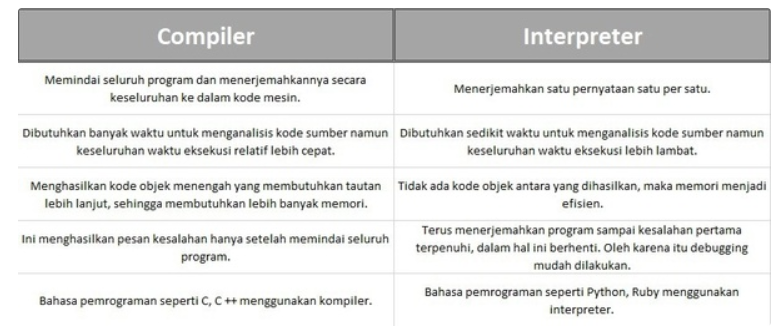 Compiler
Interpreter
Memindai seluruh program dan menerjemahkannya secara
keseluruhan ke dalam kode mesin.
Menerjemahkan satu pernyataan satu per satu.
Dibutuhkan banyak waktu untuk menganalisis kode sumber namun
keseluruhan waktu eksekusi relatif lebih cepat.
Dibutuhkan sedikit waktu untuk menganalisis kode sumber namun
keseluruhan waktu eksekusi lebih lambat.
Menghasilkan kode objek menengah yang membutuhkan tautan
lebih lanjut, sehingga membutuhkan lebih banyak memori.
Tidak ada kode objek antara yang dihasilkan, maka memori menjadi
efisien.
Ini menghasilkan pesan kesalahan hanya setelah memindai seluruh
program.
Terus menerjemahkan program sampai kesalahan pertama
terpenuhi, dalam hal ini berhenti. Oleh karena itu debugging
mudah dilakukan.
Bahasa pemrograman seperti C, C ++ menggunakan kompiler.
Bahasa pemrograman seperti Python, Ruby menggunakan
interpreter.